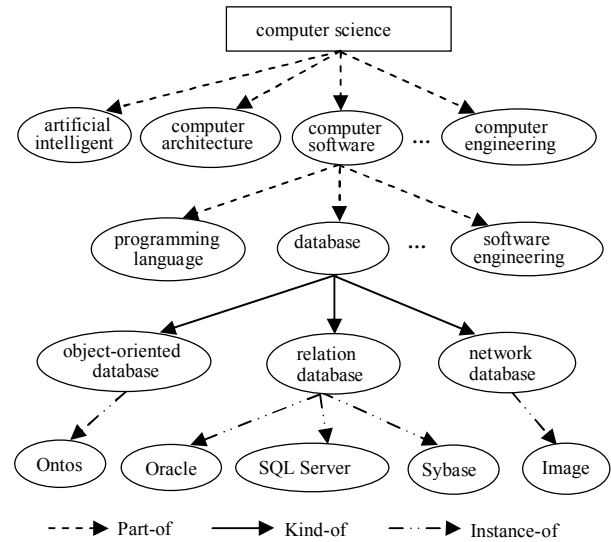 computer science
artificial
intelligent
computer
architecture
computer
software
...
computer
engineering
programming
language
database
...
software
engineering
object-oriented
database
relation
database
network
database
Ontos
Oracle
SQL Server
Sybase
Image
Part-of
Kind-of
Instance-of